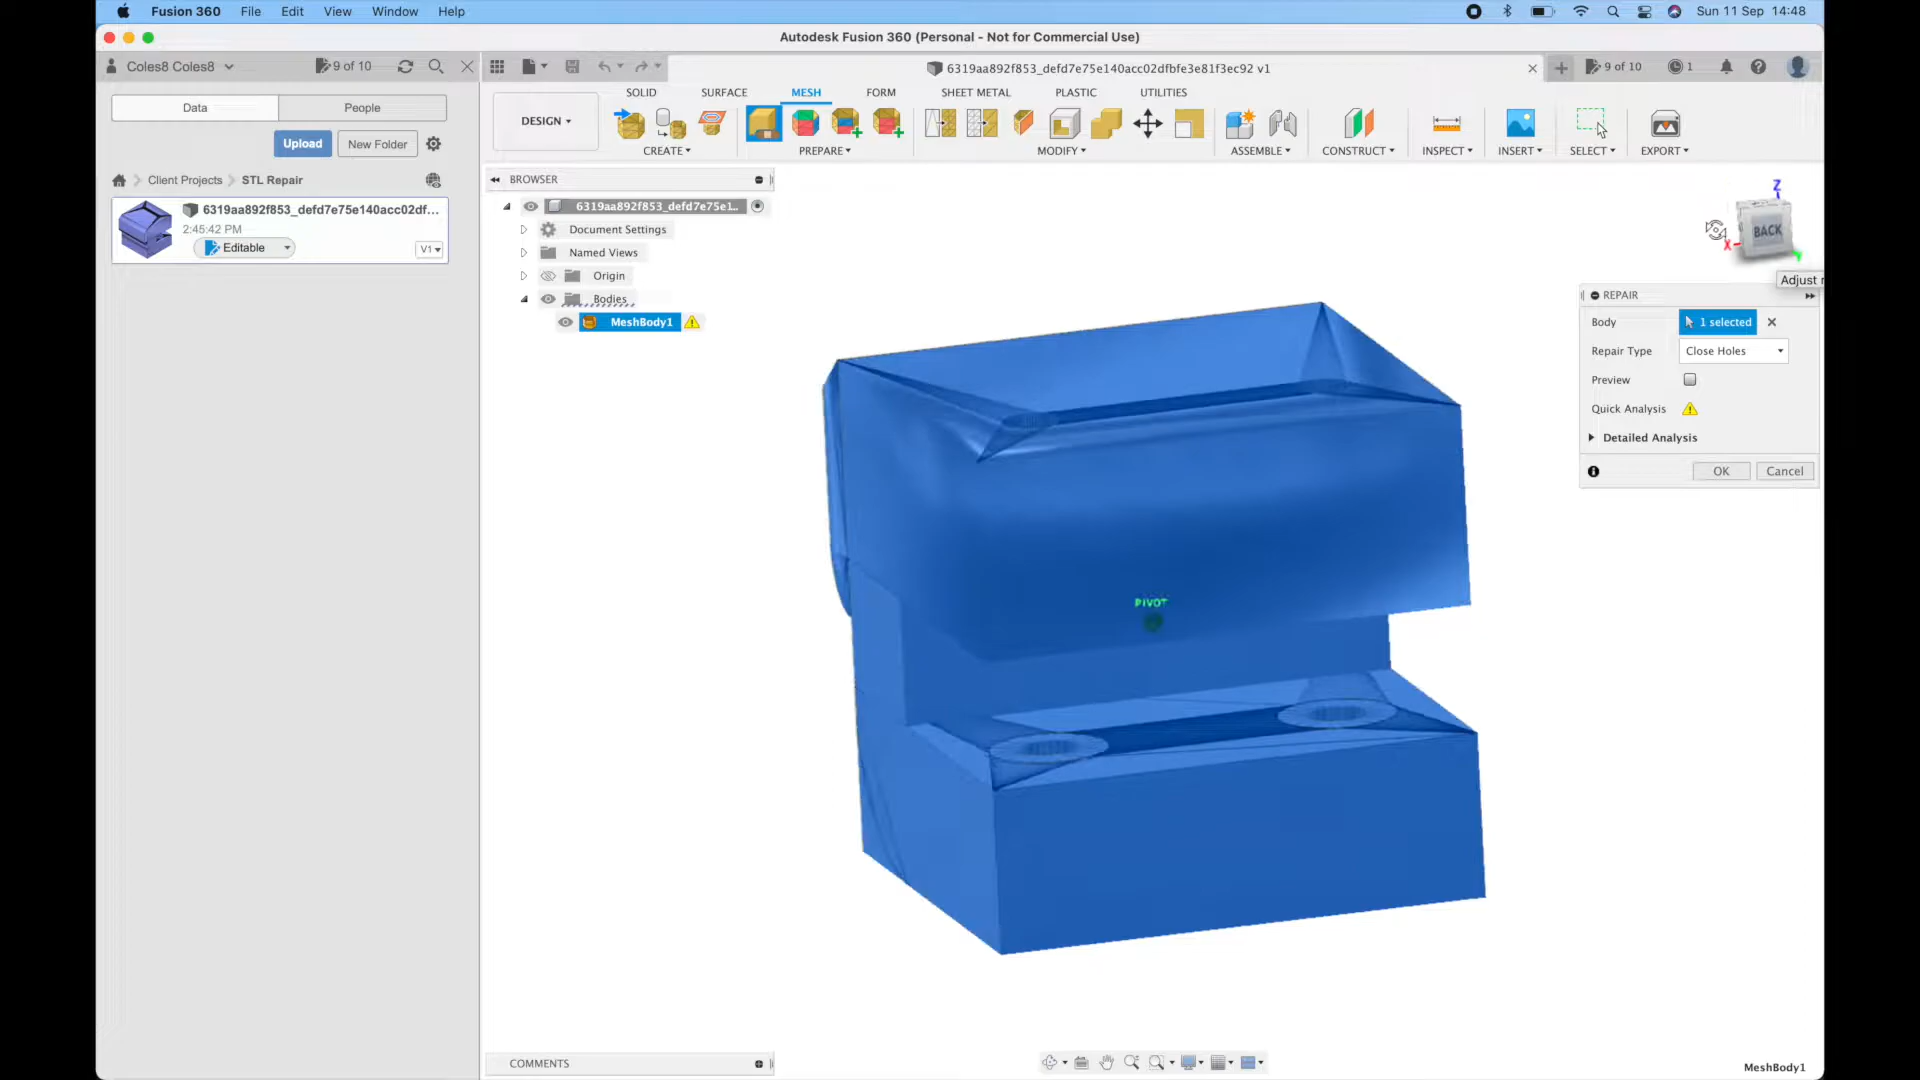 Fusion 360 File Edit View Window Help Sun 11 Sep 14:48
Autodesk Fusion 360 (Personal - Not for Commercial Use)
Coles8 Coles8 9 of 10
6319aa892f853_defd7e75e140acc02dfbfe3e81f3ec92 v1
9 of 10 1
Data People
Upload New Folder
Client Projects STL Repair
6319aa892f853_defd7e75e140acc02df...
2:45:42 PM
Editable V1
DESIGN
SOLID SURFACE MESH FORM SHEET METAL PLASTIC UTILITIES
CREATE PREPARE MODIFY ASSEMBLE CONSTRUCT INSPECT INSERT SELECT EXPORT
BROWSER
6319aa892f853_defd7e75e1...
Document Settings
Named Views
Origin
Bodies
MeshBody1
Z
BACK
X
Adjust
REPAIR
Body 1 selected
Repair Type Close Holes
Preview
Quick Analysis
Detailed Analysis
OK Cancel
PIVOT
COMMENTS
MeshBody1